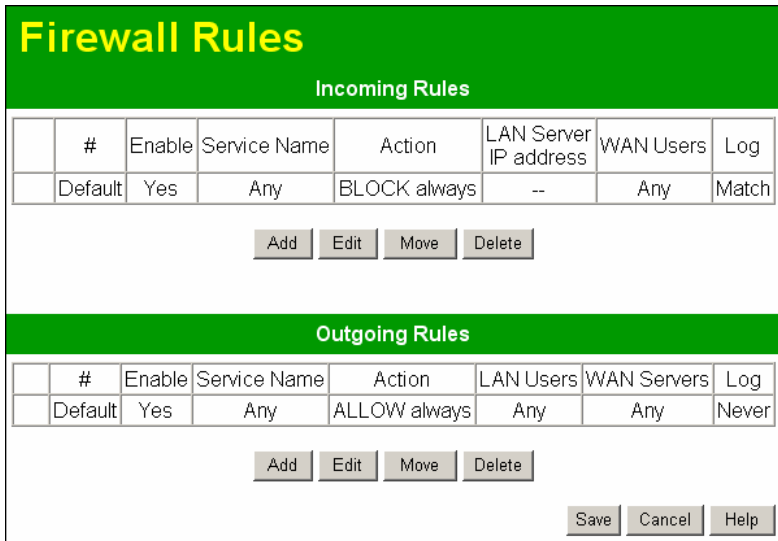 Firewall Rules
Incoming Rules
# Enable Service Name Action LAN Server IP address WAN Users Log
Default Yes Any BLOCK always -- Any Match
Add Edit Move Delete
Outgoing Rules
# Enable Service Name Action LAN Users WAN Servers Log
Default Yes Any ALLOW always Any Any Never
Add Edit Move Delete
Save Cancel Help